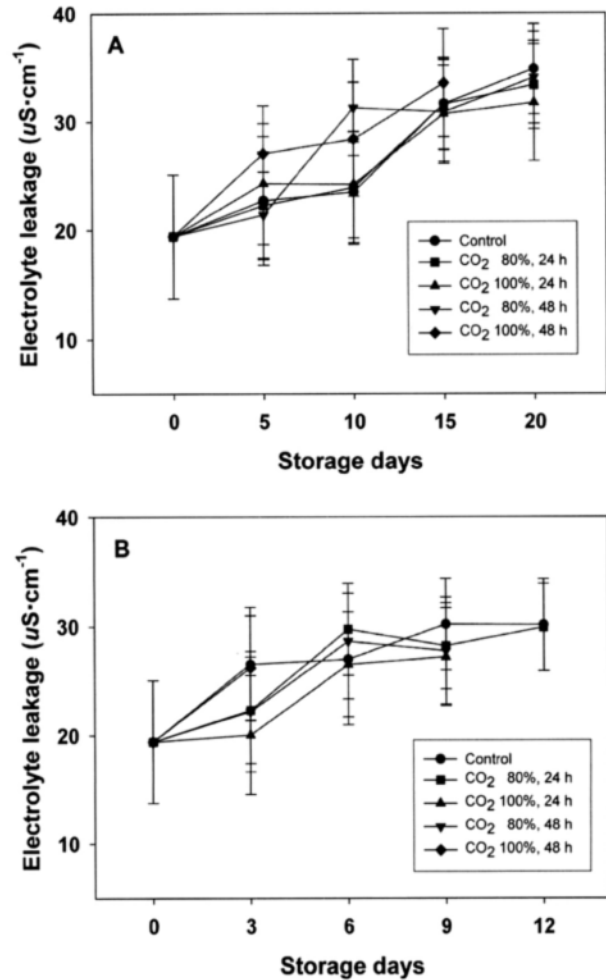 A
40
30
20
10
Electrolyte leakage (uS·cm⁻¹)
Control
CO₂ 80%, 24 h
CO₂ 100%, 24 h
CO₂ 80%, 48 h
CO₂ 100%, 48 h
0 5 10 15 20
Storage days
B
40
30
20
10
Electrolyte leakage (uS·cm⁻¹)
Control
CO₂ 80%, 24 h
CO₂ 100%, 24 h
CO₂ 80%, 48 h
CO₂ 100%, 48 h
0 3 6 9 12
Storage days